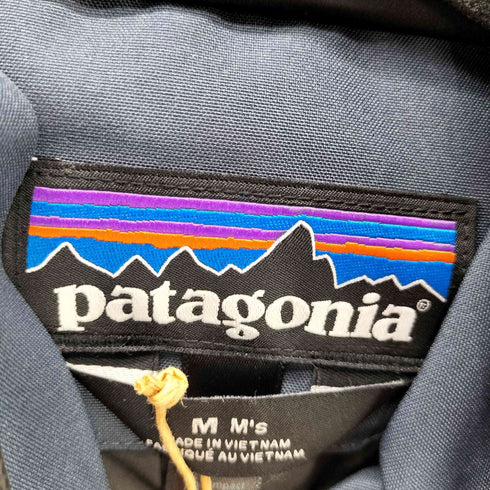 patagonia®
M M's
MADE IN VIETNAM
FABRIQUÉ AU VIETNAM